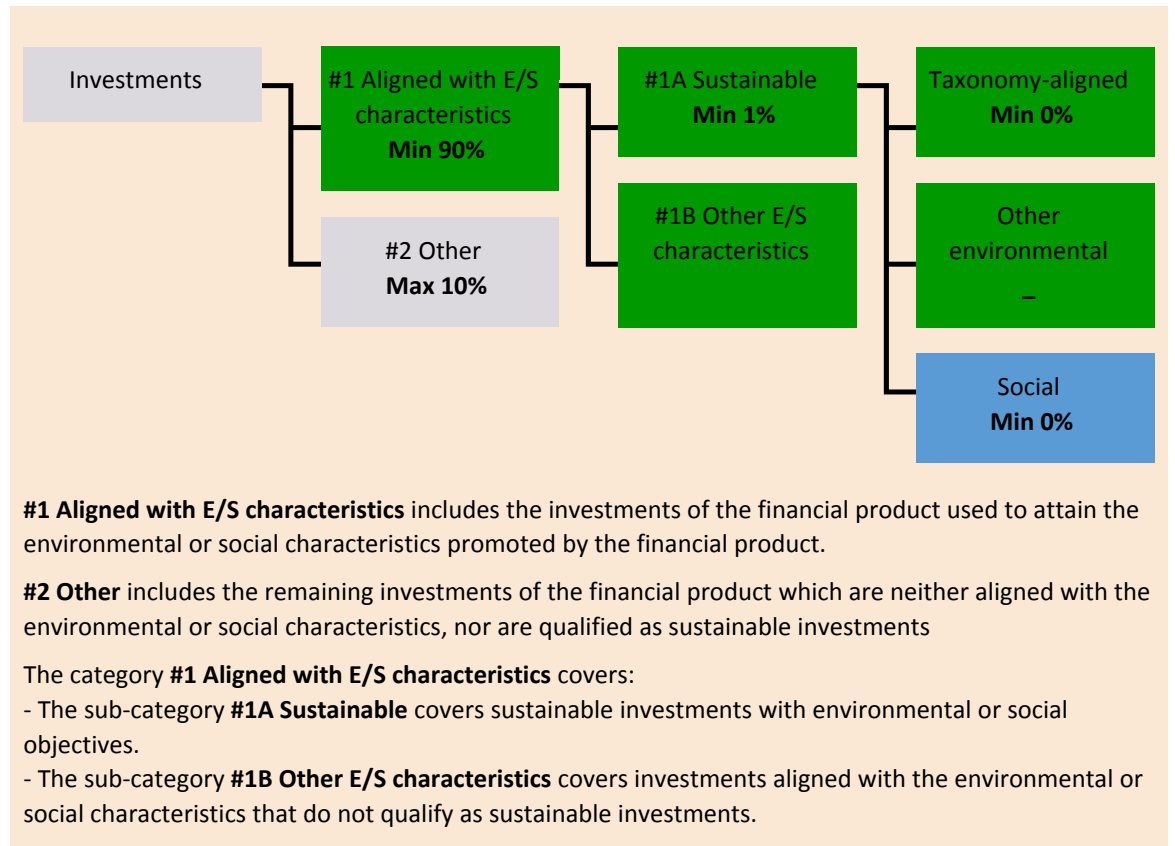 Investments
#1 Aligned with E/S
characteristics
Min 90%
#2 Other
Max 10%
#1A Sustainable
Min 1%
#1B Other E/S
characteristics
Taxonomy-aligned
Min 0%
Other
environmental
–
Social
Min 0%
#1 Aligned with E/S characteristics includes the investments of the financial product used to attain the
environmental or social characteristics promoted by the financial product.
#2 Other includes the remaining investments of the financial product which are neither aligned with the
environmental or social characteristics, nor are qualified as sustainable investments
The category #1 Aligned with E/S characteristics covers:
- The sub-category #1A Sustainable covers sustainable investments with environmental or social
objectives.
- The sub-category #1B Other E/S characteristics covers investments aligned with the environmental or
social characteristics that do not qualify as sustainable investments.